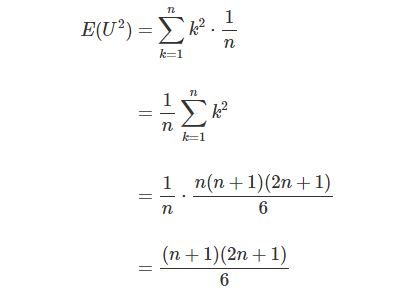 $E(U^2) = \sum_{k=1}^{n} k^2 \cdot \frac{1}{n}$
$= \frac{1}{n} \sum_{k=1}^{n} k^2$
$= \frac{1}{n} \cdot \frac{n(n+1)(2n+1)}{6}$
$= \frac{(n+1)(2n+1)}{6}$